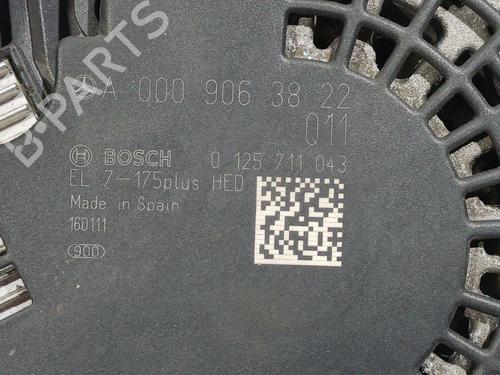 B-PARTS
A 000 906 38 22
Q11
BOSCH 0 125 711 043
EL 7-175plus HED
Made in Spain
160111
900